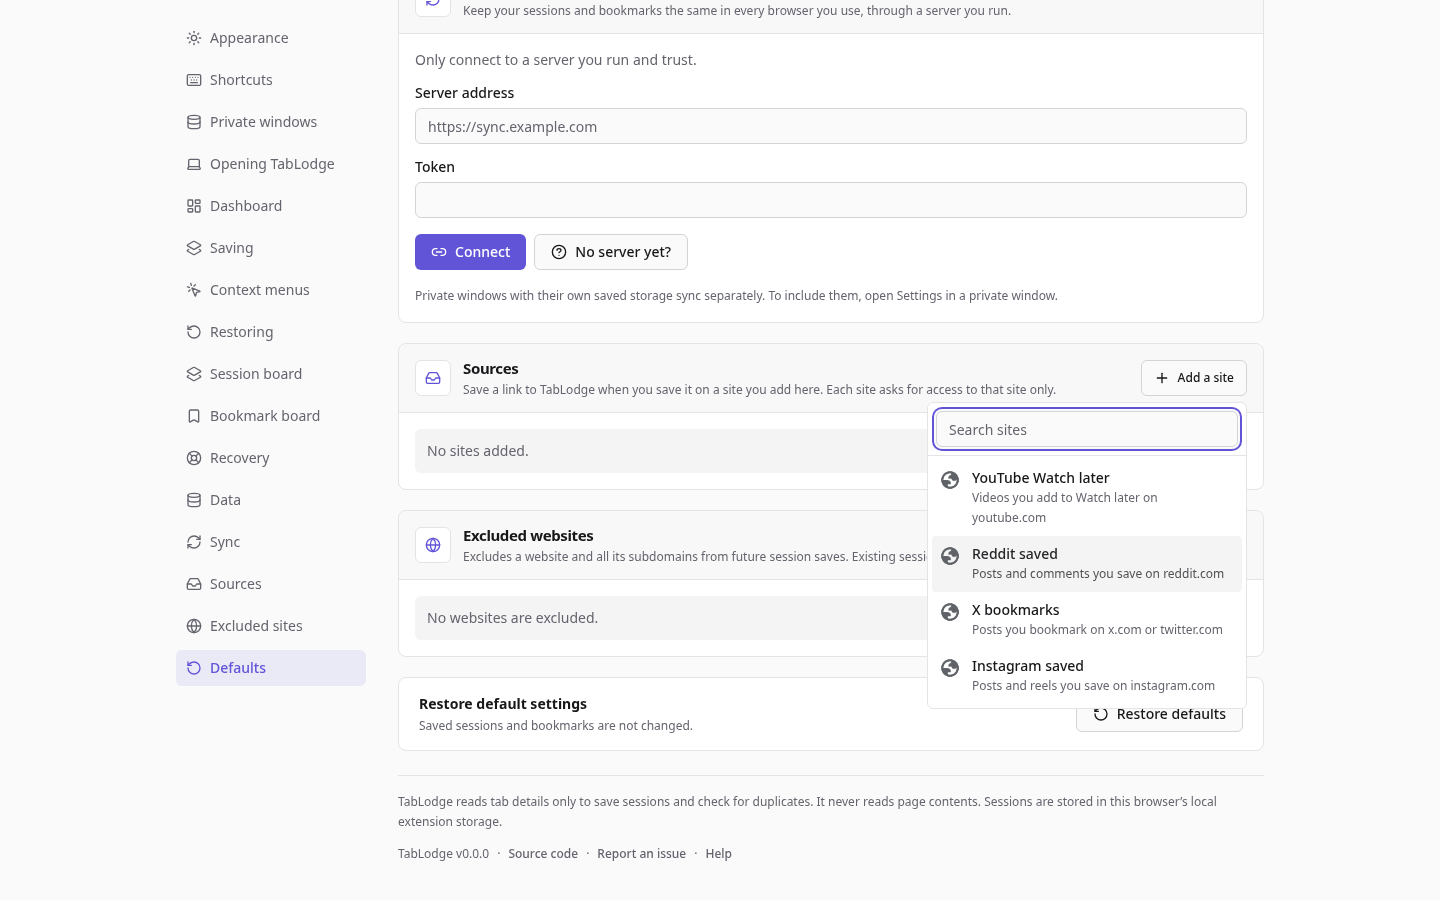 Keep your sessions and bookmarks the same in every browser you use, through a server you run.
Appearance
Shortcuts
Private windows
Opening TabLodge
Dashboard
Saving
Context menus
Restoring
Session board
Bookmark board
Recovery
Data
Sync
Sources
Excluded sites
Defaults
Only connect to a server you run and trust.
Server address
https://sync.example.com
Token
Connect
No server yet?
Private windows with their own saved storage sync separately. To include them, open Settings in a private window.
Sources
Save a link to TabLodge when you save it on a site you add here. Each site asks for access to that site only.
Add a site
No sites added.
Search sites
YouTube Watch later
Videos you add to Watch later on
youtube.com
Reddit saved
Posts and comments you save on reddit.com
X bookmarks
Posts you bookmark on x.com or twitter.com
Instagram saved
Posts and reels you save on instagram.com
Excluded websites
Excludes a website and all its subdomains from future session saves. Existing
No websites are excluded.
Restore default settings
Saved sessions and bookmarks are not changed.
Restore defaults
TabLodge reads tab details only to save sessions and check for duplicates. It never reads page contents. Sessions are stored in this browser’s local
extension storage.
TabLodge v0.0.0 · Source code · Report an issue · Help